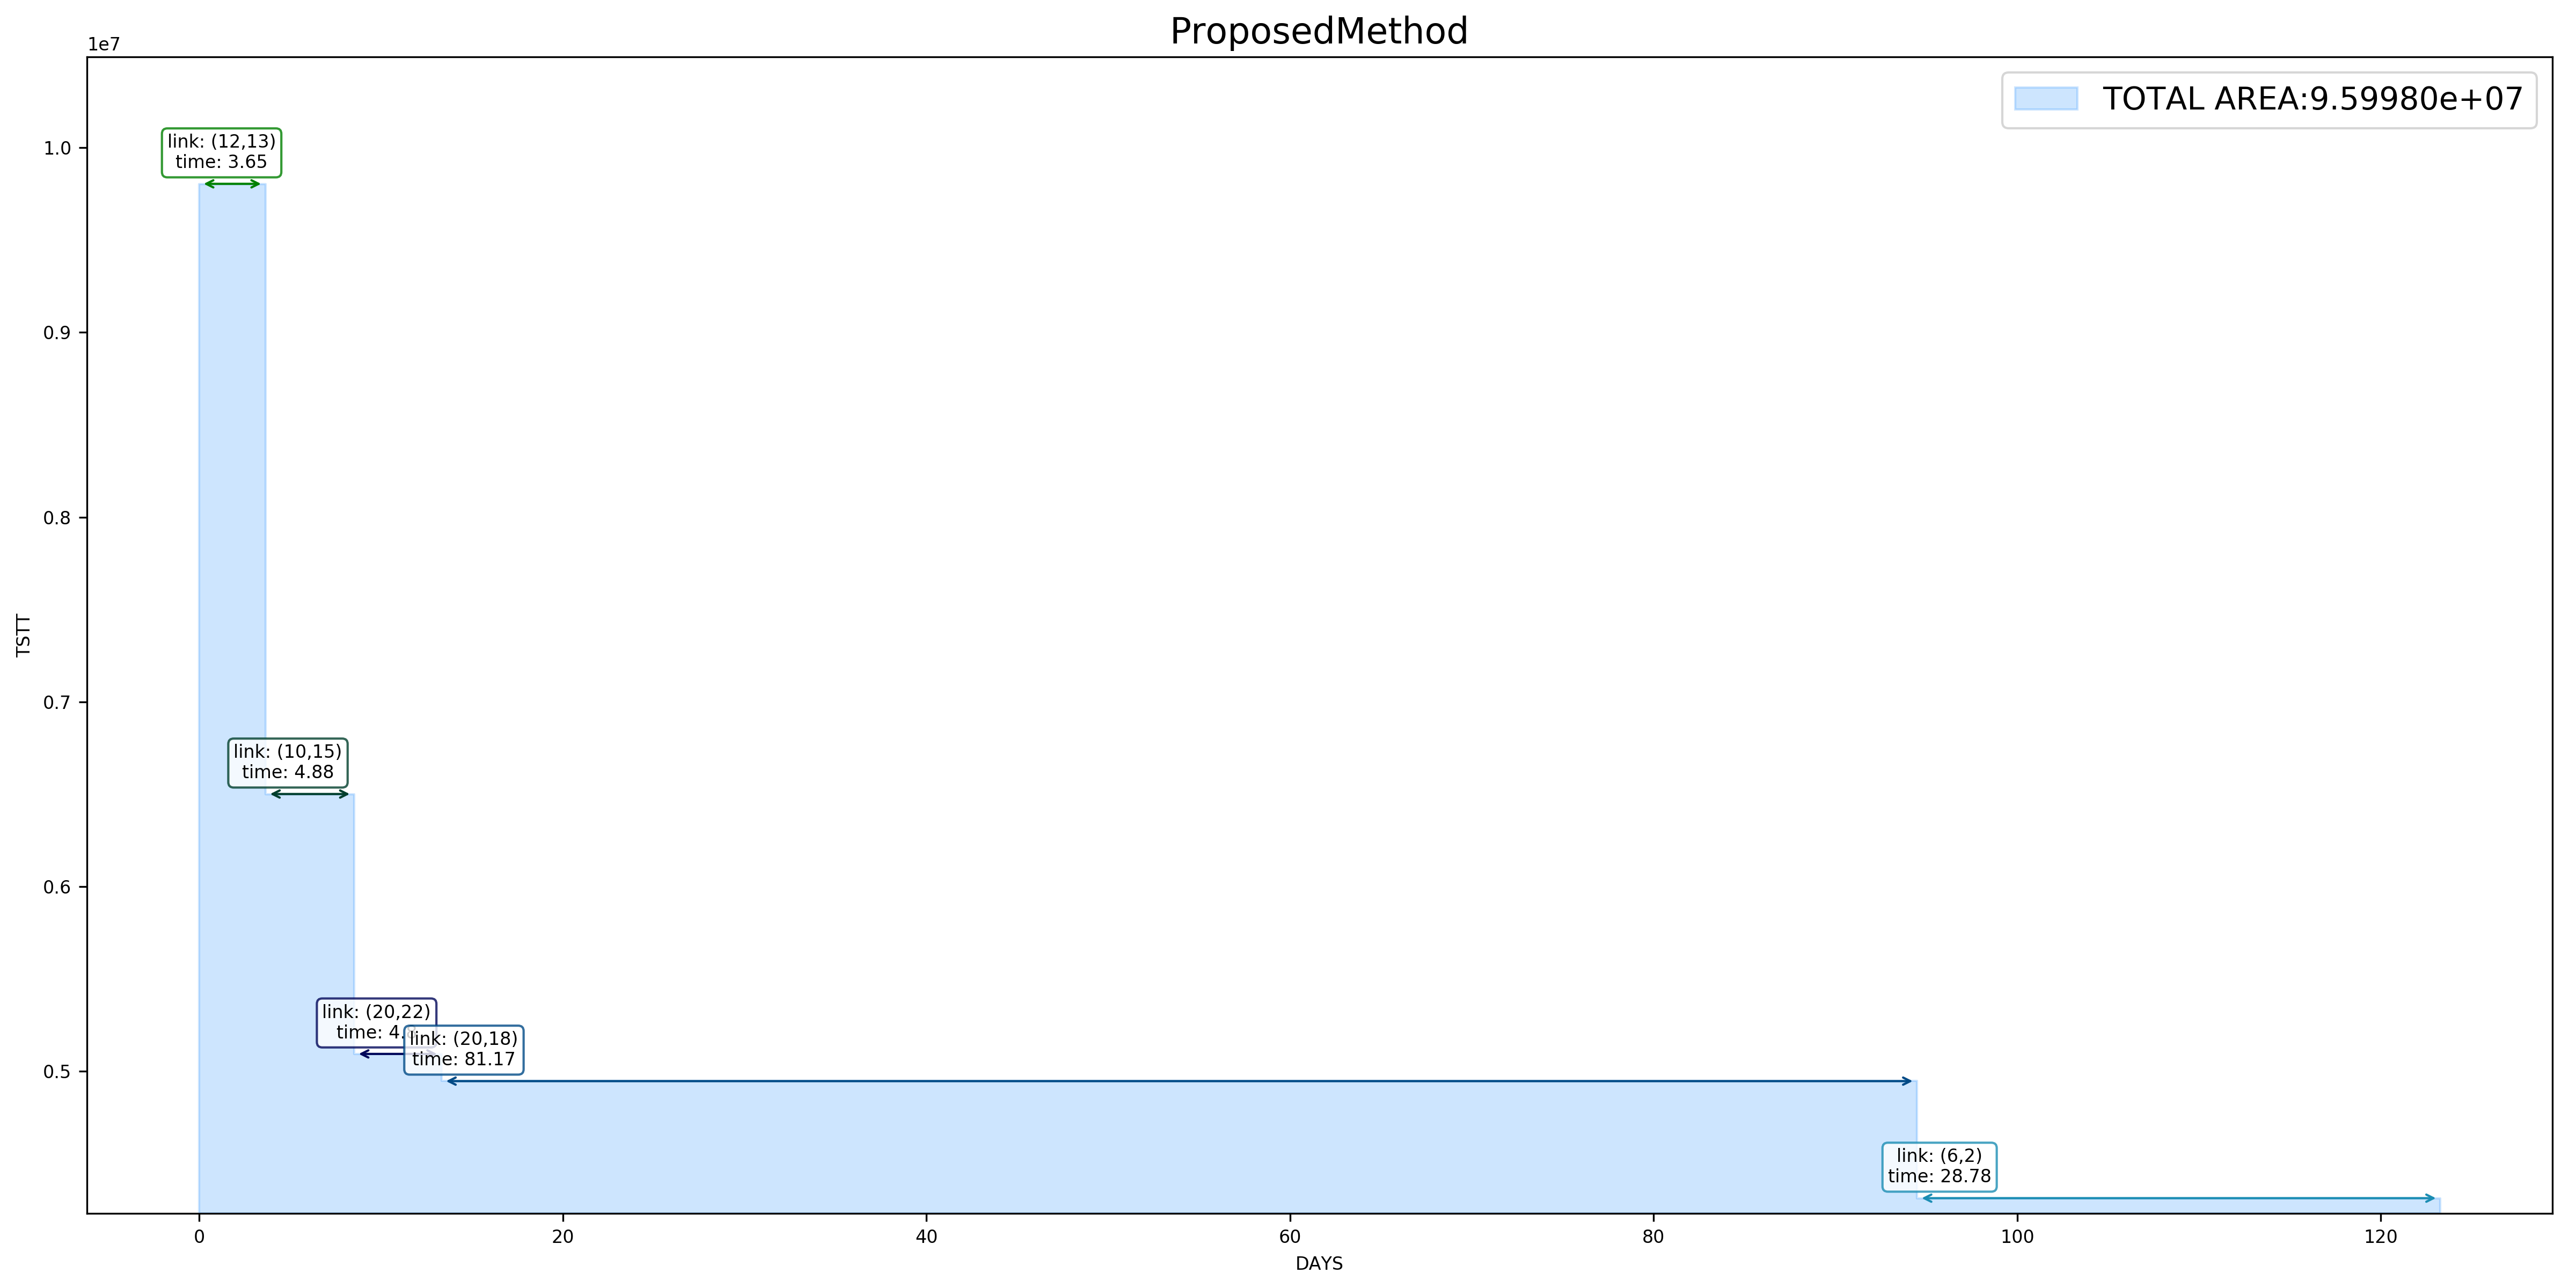 ProposedMethod
1e7
TOTAL AREA:9.59980e+07
link: (12,13)
time: 3.65
1.0
0.9
0.8
0.7
link: (10,15)
time: 4.88
0.6
link: (20,22)
time: 4.
link: (20,18)
time: 81.17
0.5
link: (6,2)
time: 28.78
TSTT
0
20
40
60
80
100
120
DAYS